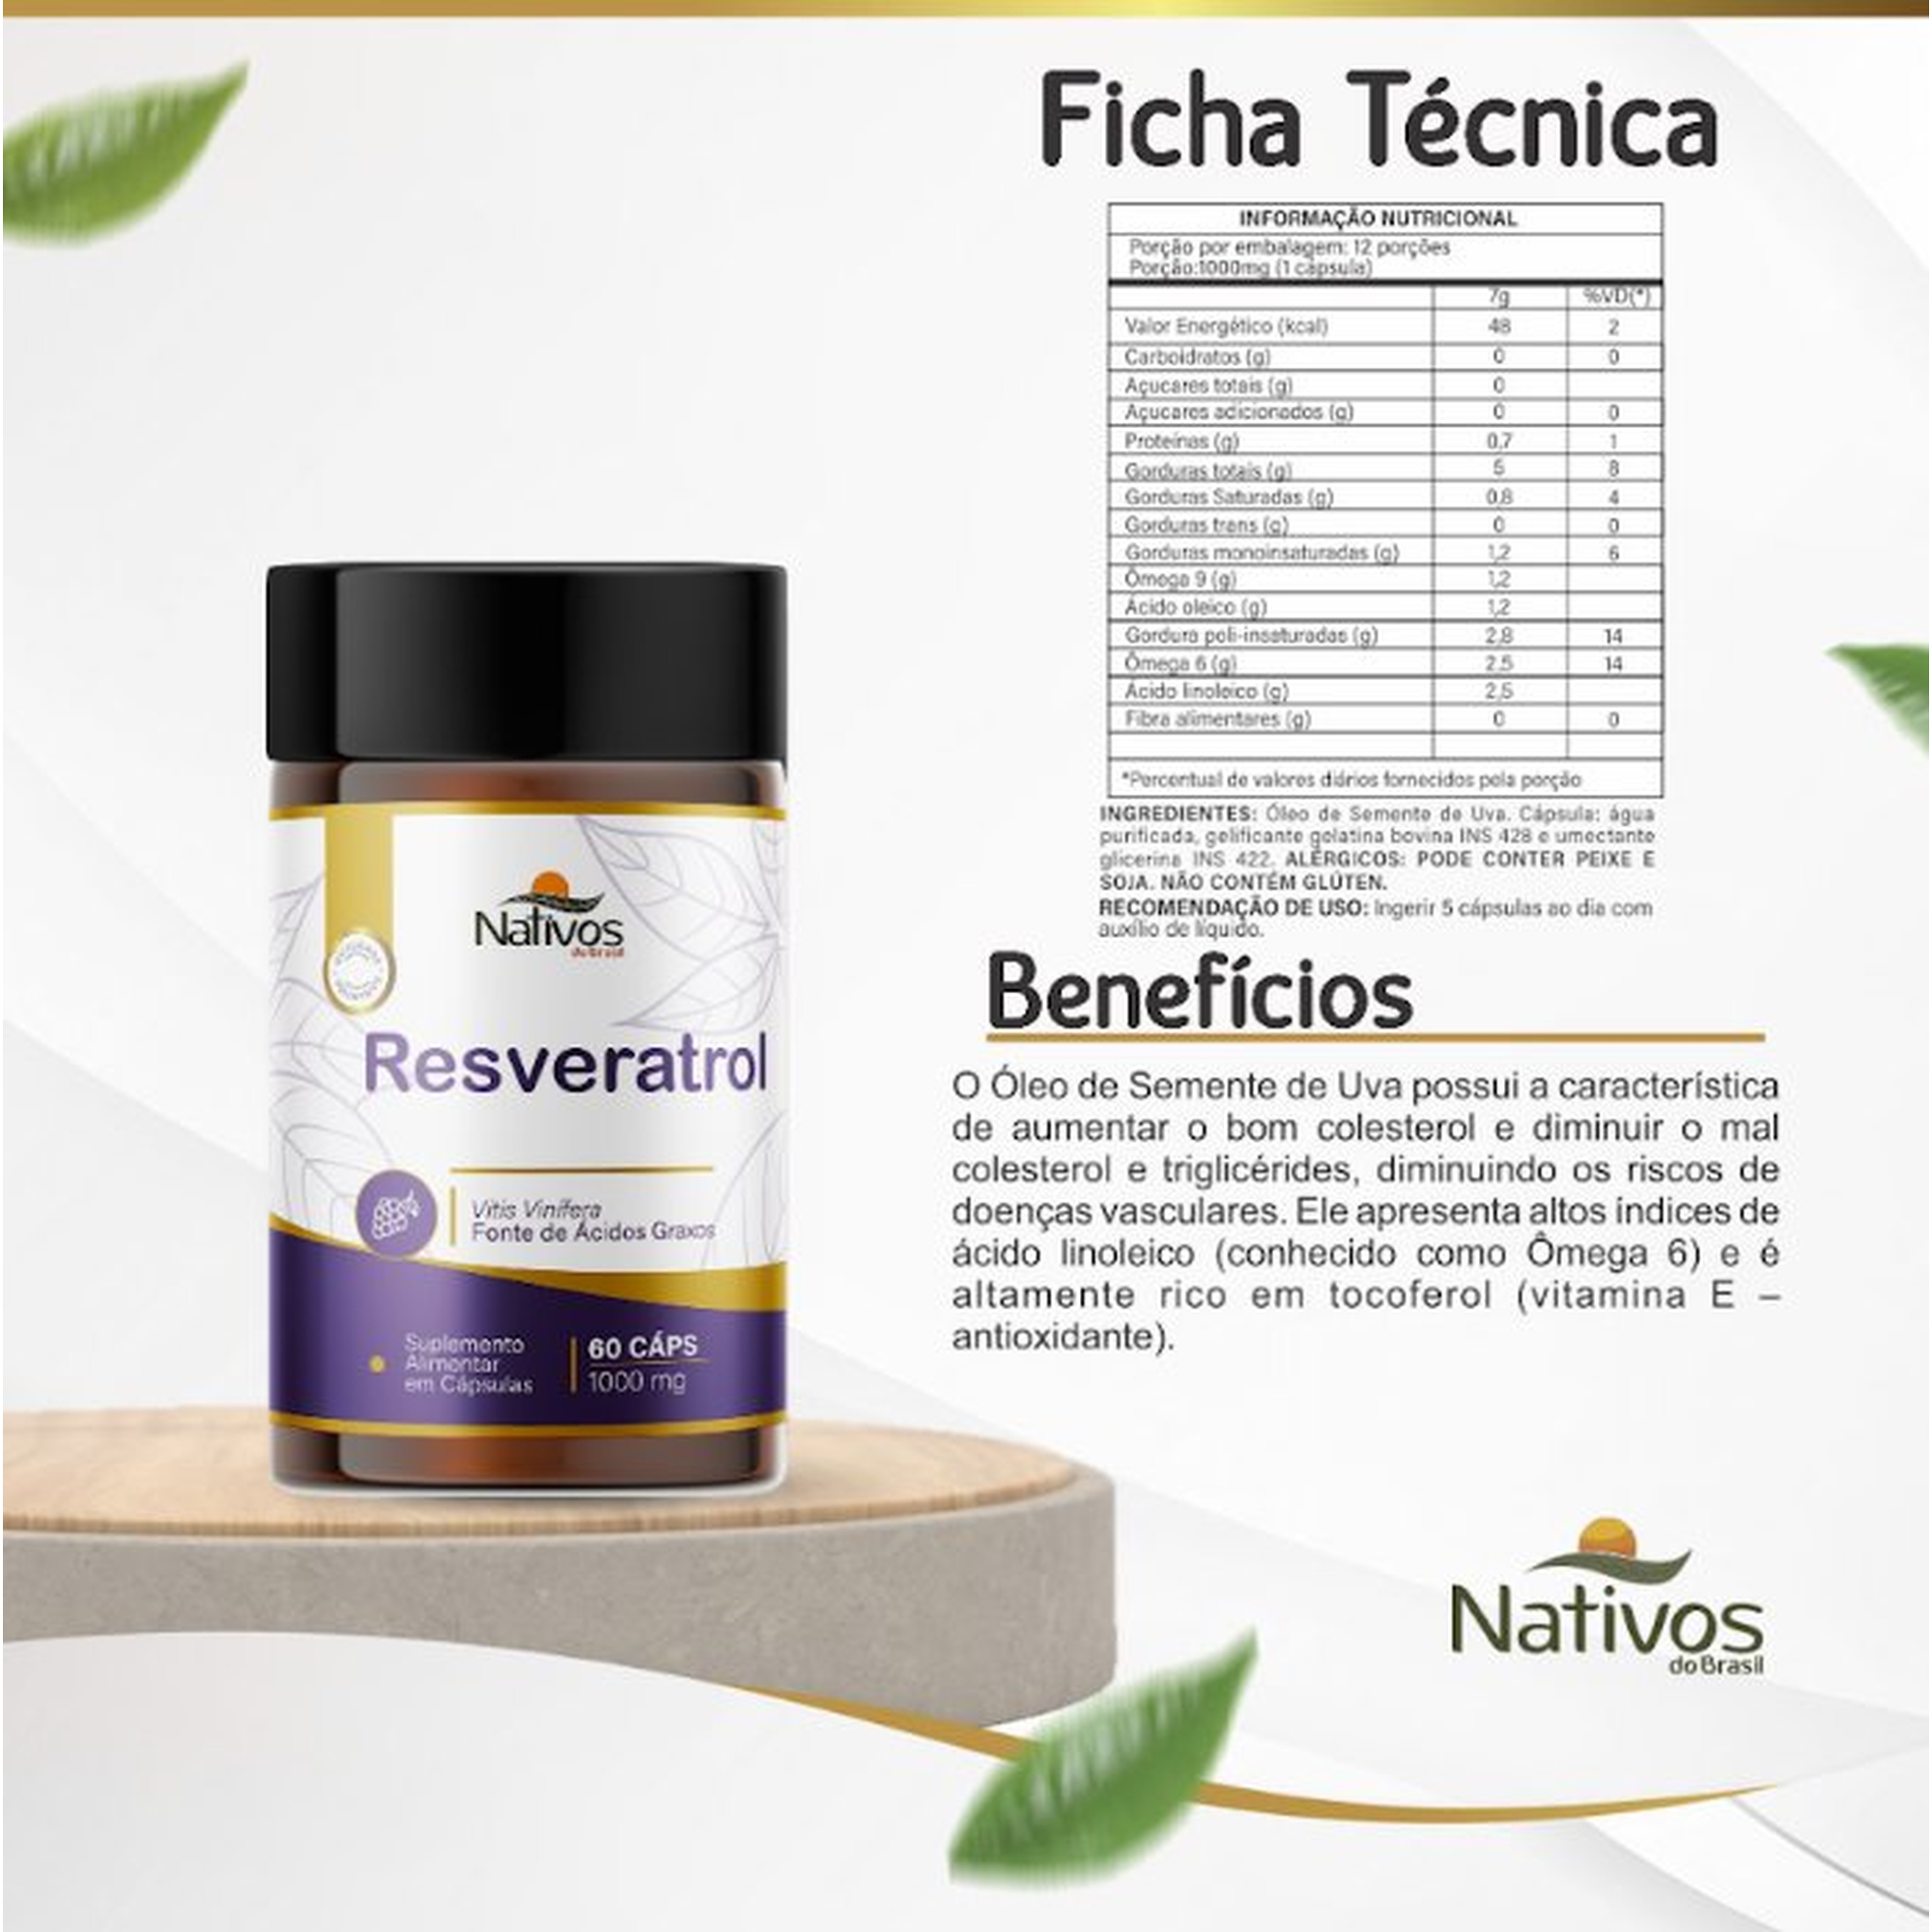 Ficha Técnica
INFORMAÇÃO NUTRICIONAL
Porção por embalagem: 12 porções
Porção:1000mg (1 cápsula)
7g %VD(*)
Valor Energético (kcal) 48 2
Carboidratos (g) 0 0
Açucares totais (g) 0
Açucares adicionados (g) 0 0
Proteínas (g) 0,7 1
Gorduras totais (g) 5 8
Gorduras Saturadas (g) 0,8 4
Gorduras trans (g) 0 0
Gorduras monoinsaturadas (g) 1,2 6
Ômega 9 (g) 1,2
Ácido oleico (g) 1,2
Gordura poli-insaturadas (g) 2,8 14
Ômega 6 (g) 2,5 14
Ácido linoleico (g) 2,5
Fibra alimentares (g) 0 0
*Percentual de valores diários fornecidos pela porção
INGREDIENTES: Óleo de Semente de Uva. Cápsula: água
purificada, gelificante gelatina bovina INS 428 e umectante
glicerina INS 422. ALÉRGICOS: PODE CONTER PEIXE E
SOJA. NÃO CONTÉM GLÚTEN.
RECOMENDAÇÃO DE USO: Ingerir 5 cápsulas ao dia com
auxílio de líquido.
Benefícios
O Óleo de Semente de Uva possui a característica
de aumentar o bom colesterol e diminuir o mal
colesterol e triglicérides, diminuindo os riscos de
doenças vasculares. Ele apresenta altos índices de
ácido linoleico (conhecido como Ômega 6) e é
altamente rico em tocoferol (vitamina E –
antioxidante).
Nativos
do Brasil
Resveratrol
Vitis Vinífera
Fonte de Ácidos Graxos
Suplemento
Alimentar
em Cápsulas
60 CÁPS
1000 mg
Nativos
do Brasil